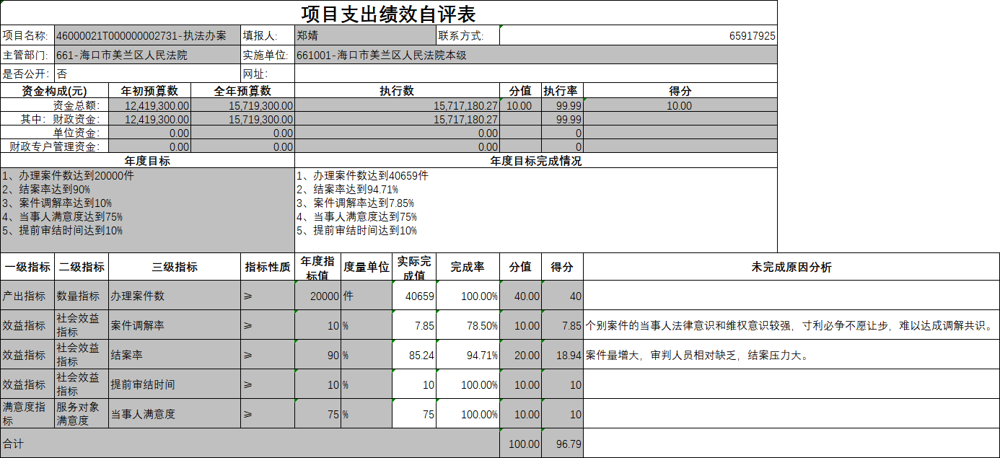 项目支出绩效自评表
项目名称: 46000021T000000002731-执法办案 填报人: 郑婧 联系方式: 65917925
主管部门: 661-海口市美兰区人民法院 实施单位: 661001-海口市美兰区人民法院本级
是否公开: 否 网址:
资金构成(元) 年初预算数 全年预算数 执行数 分值 执行率 得分
资金总额: 12,419,300.00 15,719,300.00 15,717,180.27 10.00 99.99 10.00
其中: 财政资金: 12,419,300.00 15,719,300.00 15,717,180.27 99.99
单位资金: 0.00 0.00 0.00 0
财政专户管理资金: 0.00 0.00 0.00 0
年度目标 年度目标完成情况
1、办理案件数达到20000件
2、结案率达到90%
3、案件调解率达到10%
4、当事人满意度达到75%
5、提前审结时间达到10%
1、办理案件数达到40659件
2、结案率达到94.71%
3、案件调解率达到7.85%
4、当事人满意度达到75%
5、提前审结时间达到10%
一级指标 二级指标 三级指标 指标性质 年度指标值 度量单位 实际完成值 完成率 分值 得分 未完成原因分析
产出指标 数量指标 办理案件数 ≥ 20000 件 40659 100.00% 40.00 40
效益指标 社会效益指标 案件调解率 ≥ 10 % 7.85 78.50% 10.00 7.85 个别案件的当事人法律意识和维权意识较强，寸利必争不愿让步，难以达成调解共识。
效益指标 社会效益指标 结案率 ≥ 90 % 85.24 94.71% 20.00 18.94 案件量增大，审判人员相对缺乏，结案压力大。
效益指标 社会效益指标 提前审结时间 ≥ 10 % 10 100.00% 10.00 10
满意度指标 服务对象满意度 当事人满意度 ≥ 75 % 75 100.00% 10.00 10
合计 100.00 96.79